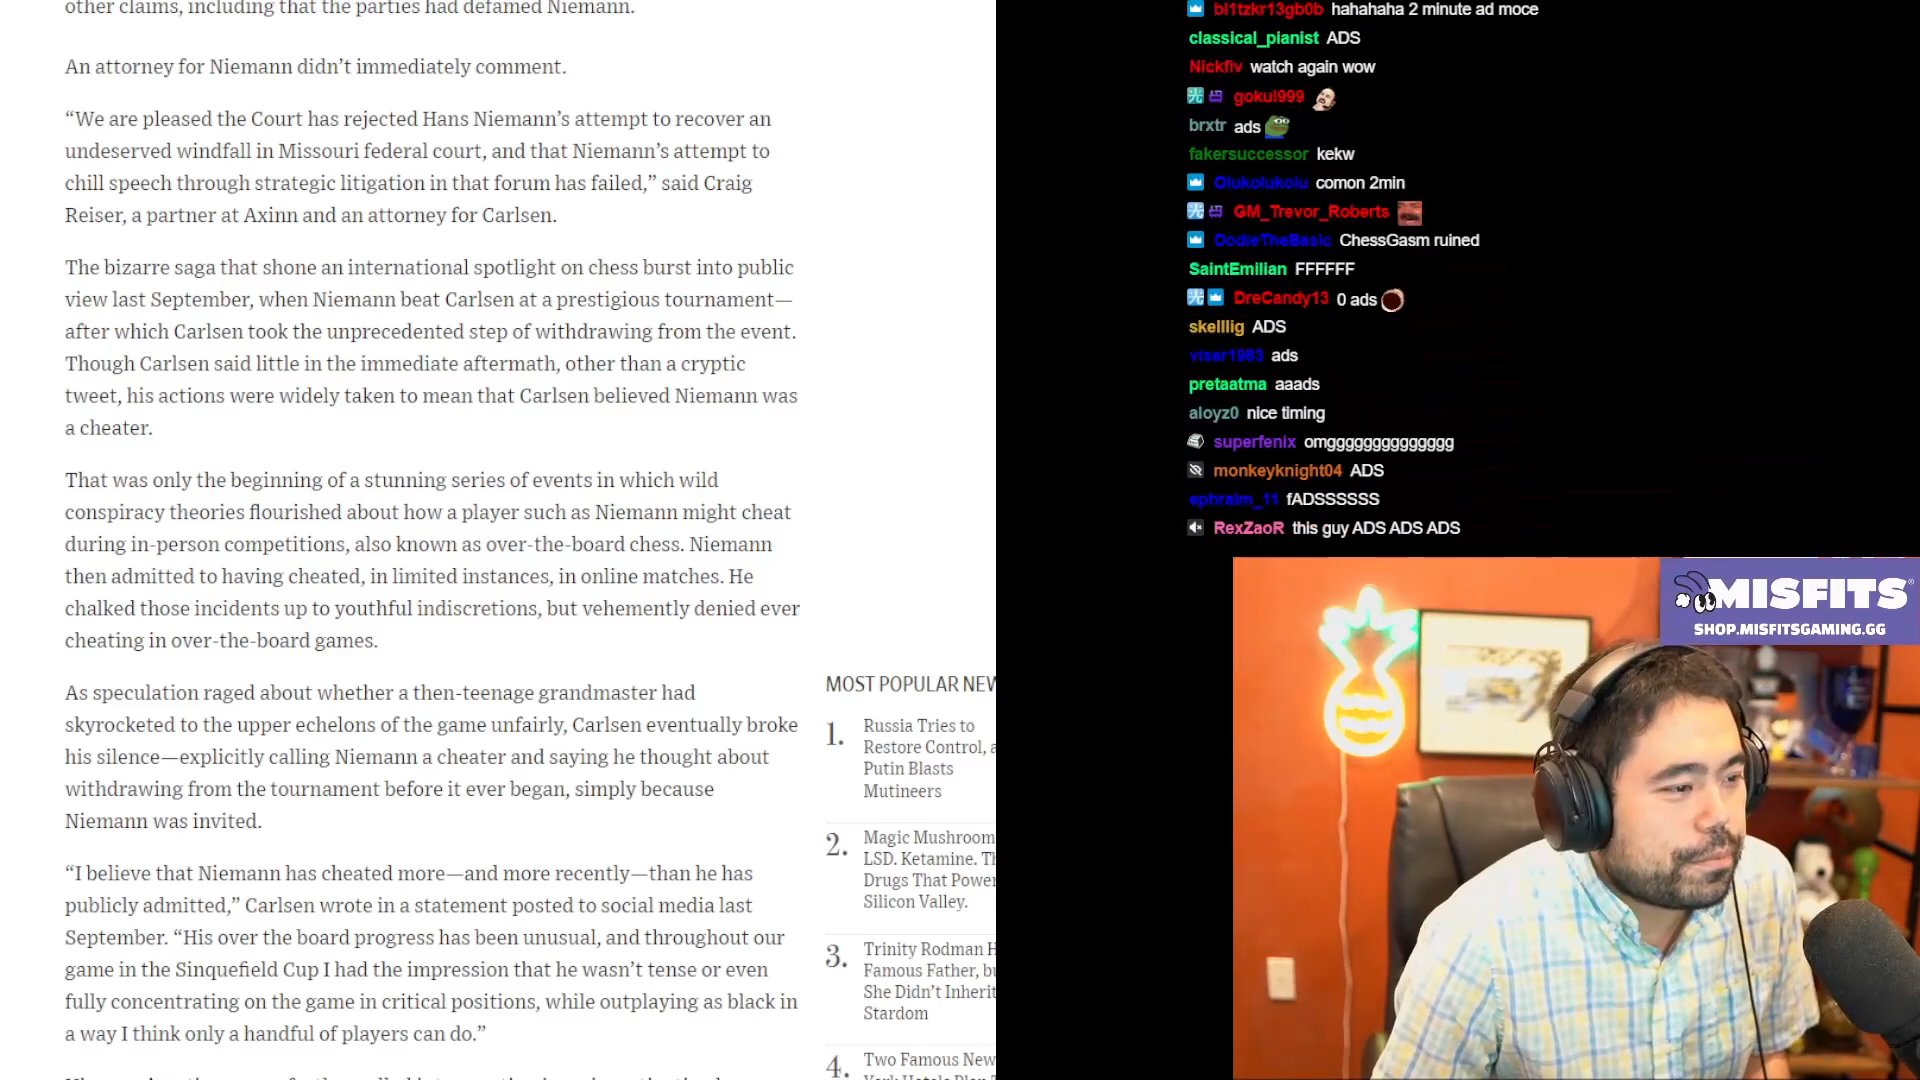 other claims, including that the parties had defamed Niemann.
An attorney for Niemann didn’t immediately comment.
“We are pleased the Court has rejected Hans Niemann’s attempt to recover an
undeserved windfall in Missouri federal court, and that Niemann’s attempt to
chill speech through strategic litigation in that forum has failed,” said Craig
Reiser, a partner at Axinn and an attorney for Carlsen.
The bizarre saga that shone an international spotlight on chess burst into public
view last September, when Niemann beat Carlsen at a prestigious tournament—
after which Carlsen took the unprecedented step of withdrawing from the event.
Though Carlsen said little in the immediate aftermath, other than a cryptic
tweet, his actions were widely taken to mean that Carlsen believed Niemann was
a cheater.
That was only the beginning of a stunning series of events in which wild
conspiracy theories flourished about how a player such as Niemann might cheat
during in-person competitions, also known as over-the-board chess. Niemann
then admitted to having cheated, in limited instances, in online matches. He
chalked those incidents up to youthful indiscretions, but vehemently denied ever
cheating in over-the-board games.
As speculation raged about whether a then-teenage grandmaster had
skyrocketed to the upper echelons of the game unfairly, Carlsen eventually broke
his silence—explicitly calling Niemann a cheater and saying he thought about
withdrawing from the tournament before it ever began, simply because
Niemann was invited.
“I believe that Niemann has cheated more—and more recently—than he has
publicly admitted,” Carlsen wrote in a statement posted to social media last
September. “His over the board progress has been unusual, and throughout our
game in the Sinquefield Cup I had the impression that he wasn’t tense or even
fully concentrating on the game in critical positions, while outplaying as black in
a way I think only a handful of players can do.”
MOST POPULAR NEW
1. Russia Tries to
Restore Control, a
Putin Blasts
Mutineers
2. Magic Mushroom
LSD. Ketamine. Th
Drugs That Power
Silicon Valley.
3. Trinity Rodman H
Famous Father, bu
She Didn’t Inherit
Stardom
4. Two Famous New
bl1tzkr13gb0b hahahaha 2 minute ad moce
classical_pianist ADS
Nickfiv watch again wow
gokul999
brxtr ads
fakersuccessor kekw
Olukolukolu comon 2min
GM_Trevor_Roberts
DodieTheBasic ChessGasm ruined
SaintEmilian FFFFFF
DreCandy13 0 ads
skelllig ADS
viser1983 ads
pretaatma aaads
aloyz0 nice timing
superfenix omgggggggggggggg
monkeyknight04 ADS
ephraim_11 fADSSSSSS
RexZaoR this guy ADS ADS ADS
MISFITS
SHOP.MISFITSGAMING.GG